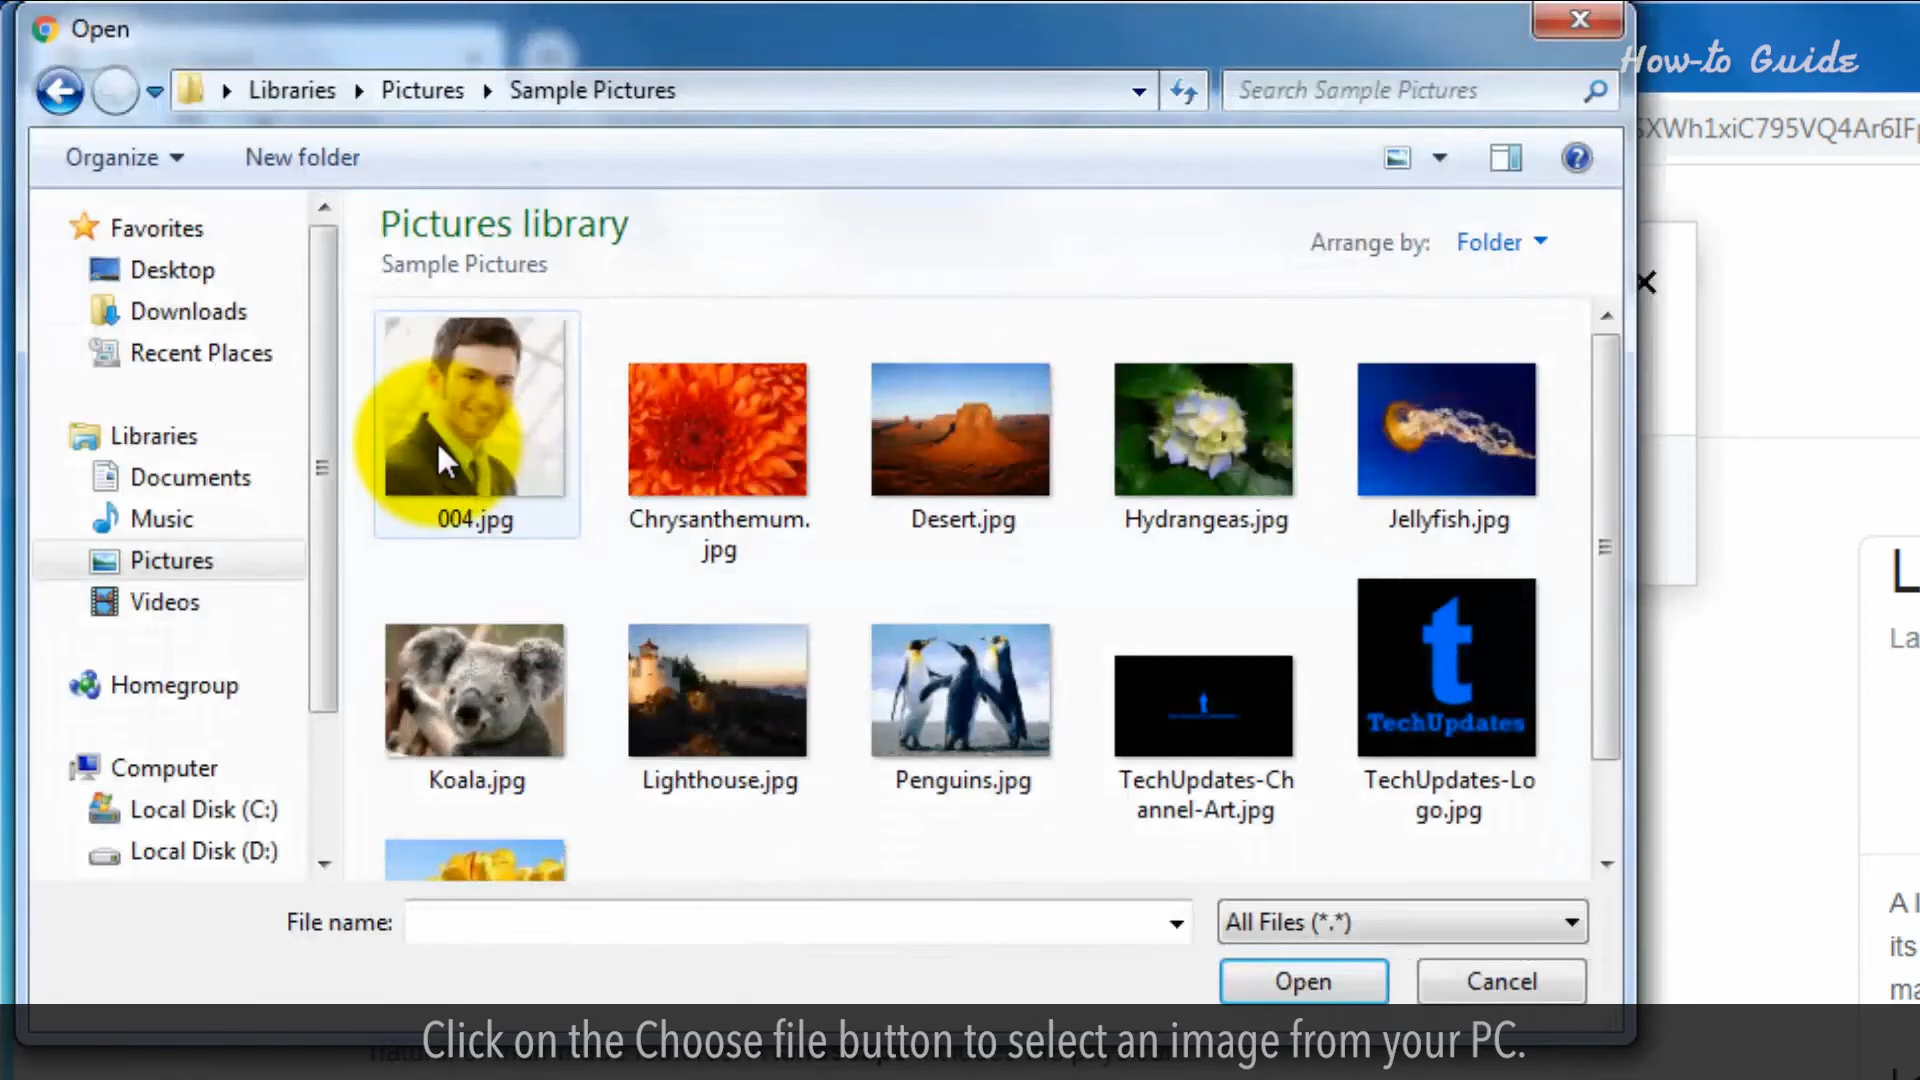 Open
How-to Guide
Libraries
Pictures
Sample Pictures
Search Sample Pictures
XWh1xiC795VQ4Ar6IF
Organize
New folder
Favorites
Desktop
Downloads
Recent Places
Libraries
Documents
Music
Pictures
Videos
Homegroup
Computer
Local Disk (C:)
Local Disk (D:)
Pictures library
Sample Pictures
Arrange by: Folder
004.jpg
Chrysanthemum.
jpg
Desert.jpg
Hydrangeas.jpg
Jellyfish.jpg
t
TechUpdates
Koala.jpg
Lighthouse.jpg
Penguins.jpg
TechUpdates-Ch
annel-Art.jpg
TechUpdates-Lo
go.jpg
L
La
A l
its
ma
File name:
All Files (*.*)
Open
Cancel
Click on the Choose file button to select an image from your PC.